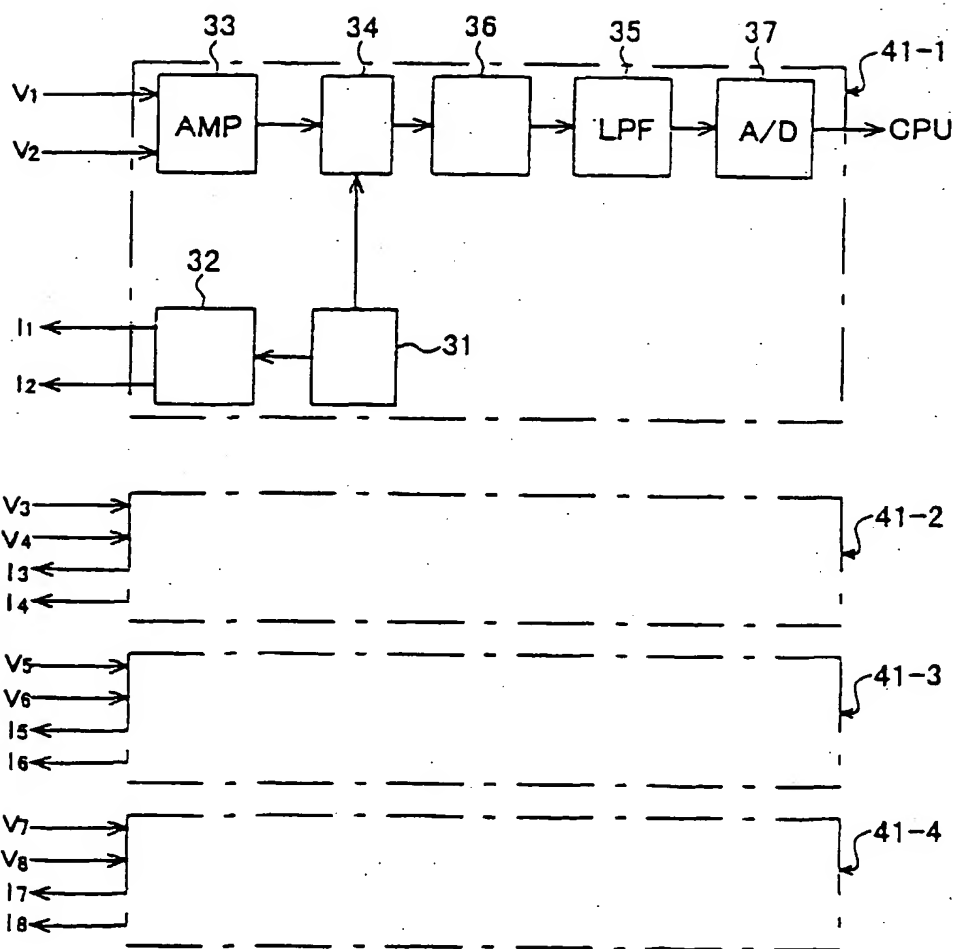 33 34 36 35 37
41-1
V1
AMP LPF A/D CPU
V2
32
I1
31
I2
V3
41-2
V4
I3
I4
V5
41-3
V6
I5
I6
V7
41-4
V8
I7
I8